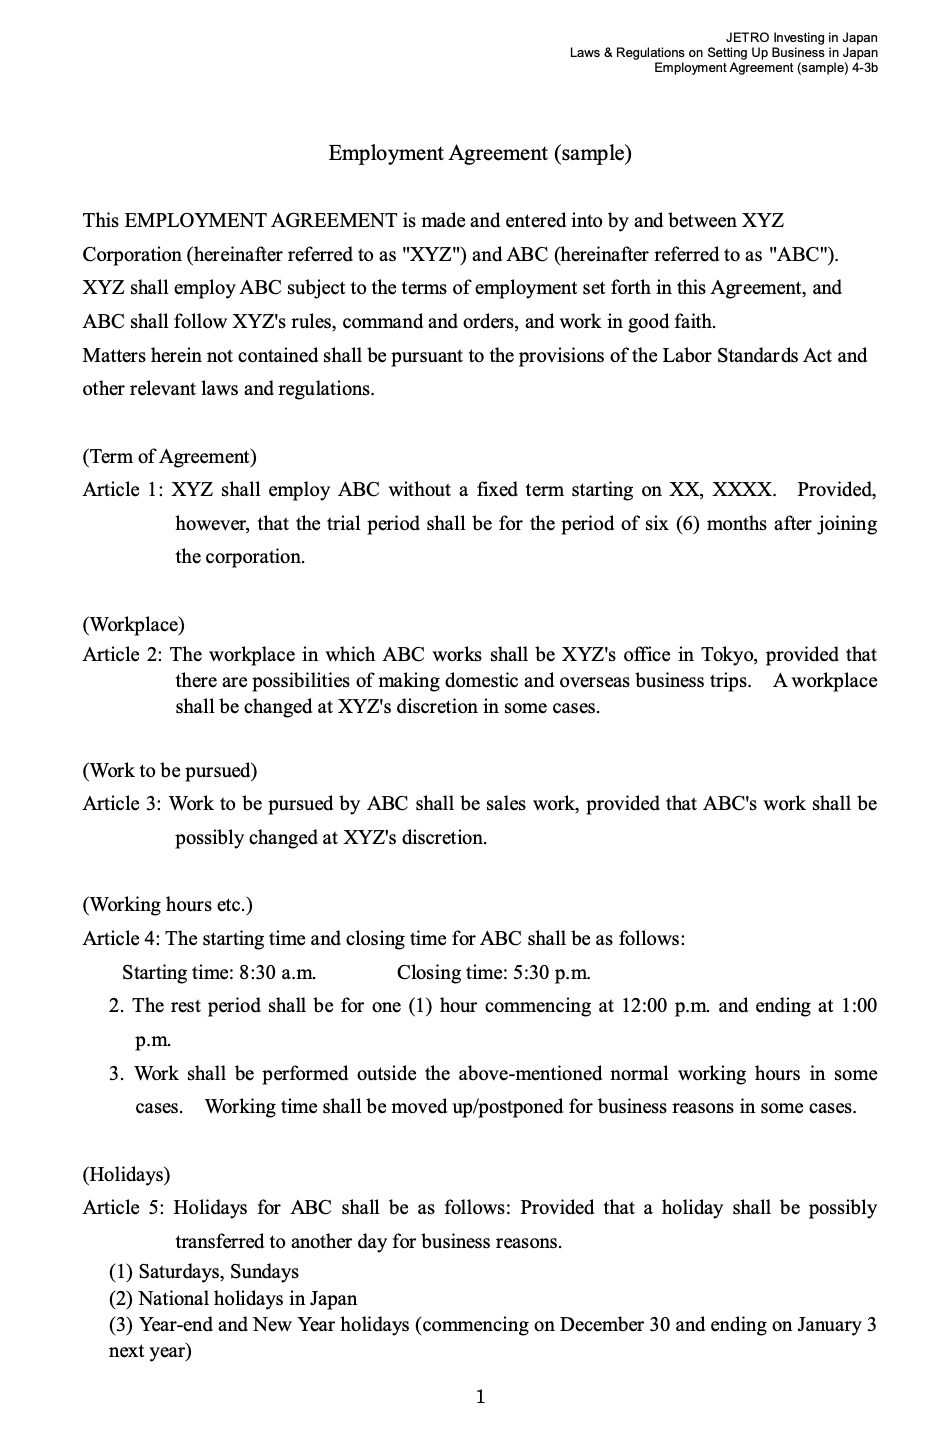 JETRO Investing in Japan
Laws & Regulations on Setting Up Business in Japan
Employment Agreement (sample) 4-3b
Employment Agreement (sample)
This EMPLOYMENT AGREEMENT is made and entered into by and between XYZ
Corporation (hereinafter referred to as "XYZ") and ABC (hereinafter referred to as "ABC").
XYZ shall employ ABC subject to the terms of employment set forth in this Agreement, and
ABC shall follow XYZ's rules, command and orders, and work in good faith.
Matters herein not contained shall be pursuant to the provisions of the Labor Standards Act and
other relevant laws and regulations.
(Term of Agreement)
Article 1: XYZ shall employ ABC without a fixed term starting on XX, XXXX. Provided,
however, that the trial period shall be for the period of six (6) months after joining
the corporation.
(Workplace)
Article 2: The workplace in which ABC works shall be XYZ's office in Tokyo, provided that
there are possibilities of making domestic and overseas business trips. A workplace
shall be changed at XYZ's discretion in some cases.
(Work to be pursued)
Article 3: Work to be pursued by ABC shall be sales work, provided that ABC's work shall be
possibly changed at XYZ's discretion.
(Working hours etc.)
Article 4: The starting time and closing time for ABC shall be as follows:
Starting time: 8:30 a.m. Closing time: 5:30 p.m.
2. The rest period shall be for one (1) hour commencing at 12:00 p.m. and ending at 1:00
p.m.
3. Work shall be performed outside the above-mentioned normal working hours in some
cases. Working time shall be moved up/postponed for business reasons in some cases.
(Holidays)
Article 5: Holidays for ABC shall be as follows: Provided that a holiday shall be possibly
transferred to another day for business reasons.
(1) Saturdays, Sundays
(2) National holidays in Japan
(3) Year-end and New Year holidays (commencing on December 30 and ending on January 3
next year)
1